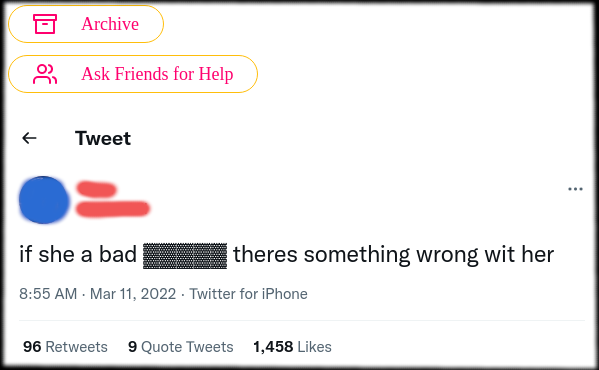 Archive
Ask Friends for Help
Tweet
if she a bad theres something wrong wit her
8:55 AM · Mar 11, 2022 · Twitter for iPhone
96 Retweets 9 Quote Tweets 1,458 Likes